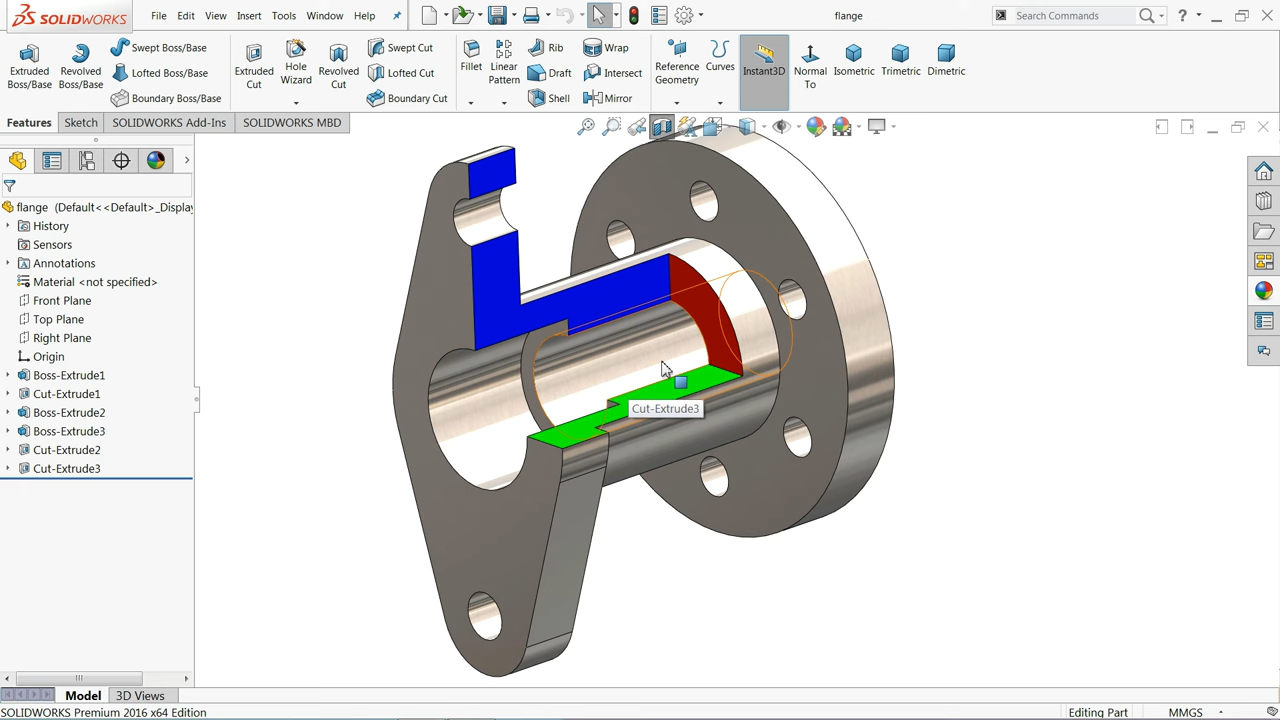 SOLIDWORKS
File Edit View Insert Tools Window Help
flange
Search Commands
Extruded Boss/Base
Revolved Boss/Base
Swept Boss/Base
Lofted Boss/Base
Boundary Boss/Base
Extruded Cut
Hole Wizard
Revolved Cut
Swept Cut
Lofted Cut
Boundary Cut
Fillet
Linear Pattern
Rib
Draft
Shell
Wrap
Intersect
Mirror
Reference Geometry
Curves
Instant3D
Normal To
Isometric
Trimetric
Dimetric
Features Sketch SOLIDWORKS Add-Ins SOLIDWORKS MBD
flange (Default<<Default>_Display
History
Sensors
Annotations
Material <not specified>
Front Plane
Top Plane
Right Plane
Origin
Boss-Extrude1
Cut-Extrude1
Boss-Extrude2
Boss-Extrude3
Cut-Extrude2
Cut-Extrude3
Cut-Extrude3
Model 3D Views
SOLIDWORKS Premium 2016 x64 Edition
Editing Part MMGS